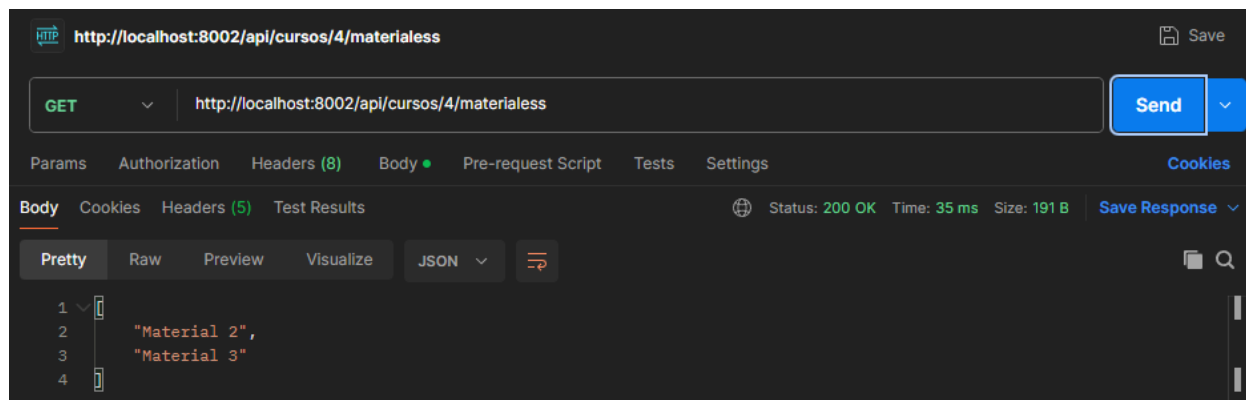 HTTP http://localhost:8002/api/cursos/4/materialess Save
GET http://localhost:8002/api/cursos/4/materialess Send
Params Authorization Headers (8) Body Pre-request Script Tests Settings Cookies
Body Cookies Headers (5) Test Results Status: 200 OK Time: 35 ms Size: 191 B Save Response
Pretty Raw Preview Visualize JSON
1 [
2 "Material 2",
3 "Material 3"
4 ]